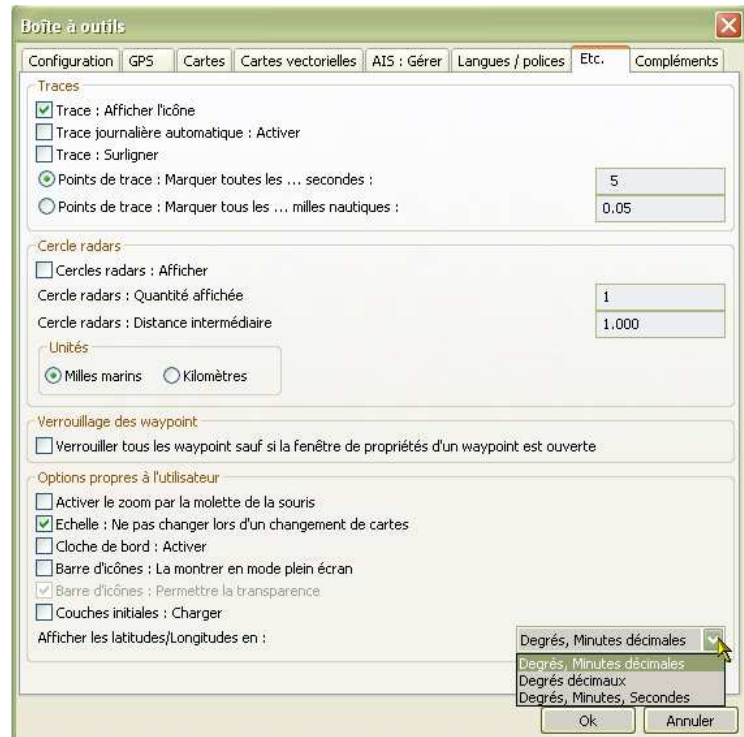 Boîte à outils
Configuration GPS Cartes Cartes vectorielles AIS : Gérer Langues / polices Etc. Compléments
Traces
Trace : Afficher l'icône
Trace journalière automatique : Activer
Trace : Surligner
Points de trace : Marquer toutes les ... secondes : 5
Points de trace : Marquer tous les ... milles nautiques : 0.05
Cercle radars
Cercles radars : Afficher
Cercle radars : Quantité affichée 1
Cercle radars : Distance intermédiaire 1.000
Unités
Milles marins Kilomètres
Verrouillage des waypoint
Verrouiller tous les waypoint sauf si la fenêtre de propriétés d'un waypoint est ouverte
Options propres à l'utilisateur
Activer le zoom par la molette de la souris
Echelle : Ne pas changer lors d'un changement de cartes
Cloche de bord : Activer
Barre d'icônes : La montrer en mode plein écran
Barre d'icônes : Permettre la transparence
Couches initiales : Charger
Afficher les latitudes/Longitudes en : Degrés, Minutes décimales
Degrés, Minutes décimales
Degrés décimaux
Degrés, Minutes, Secondes
Ok Annuler